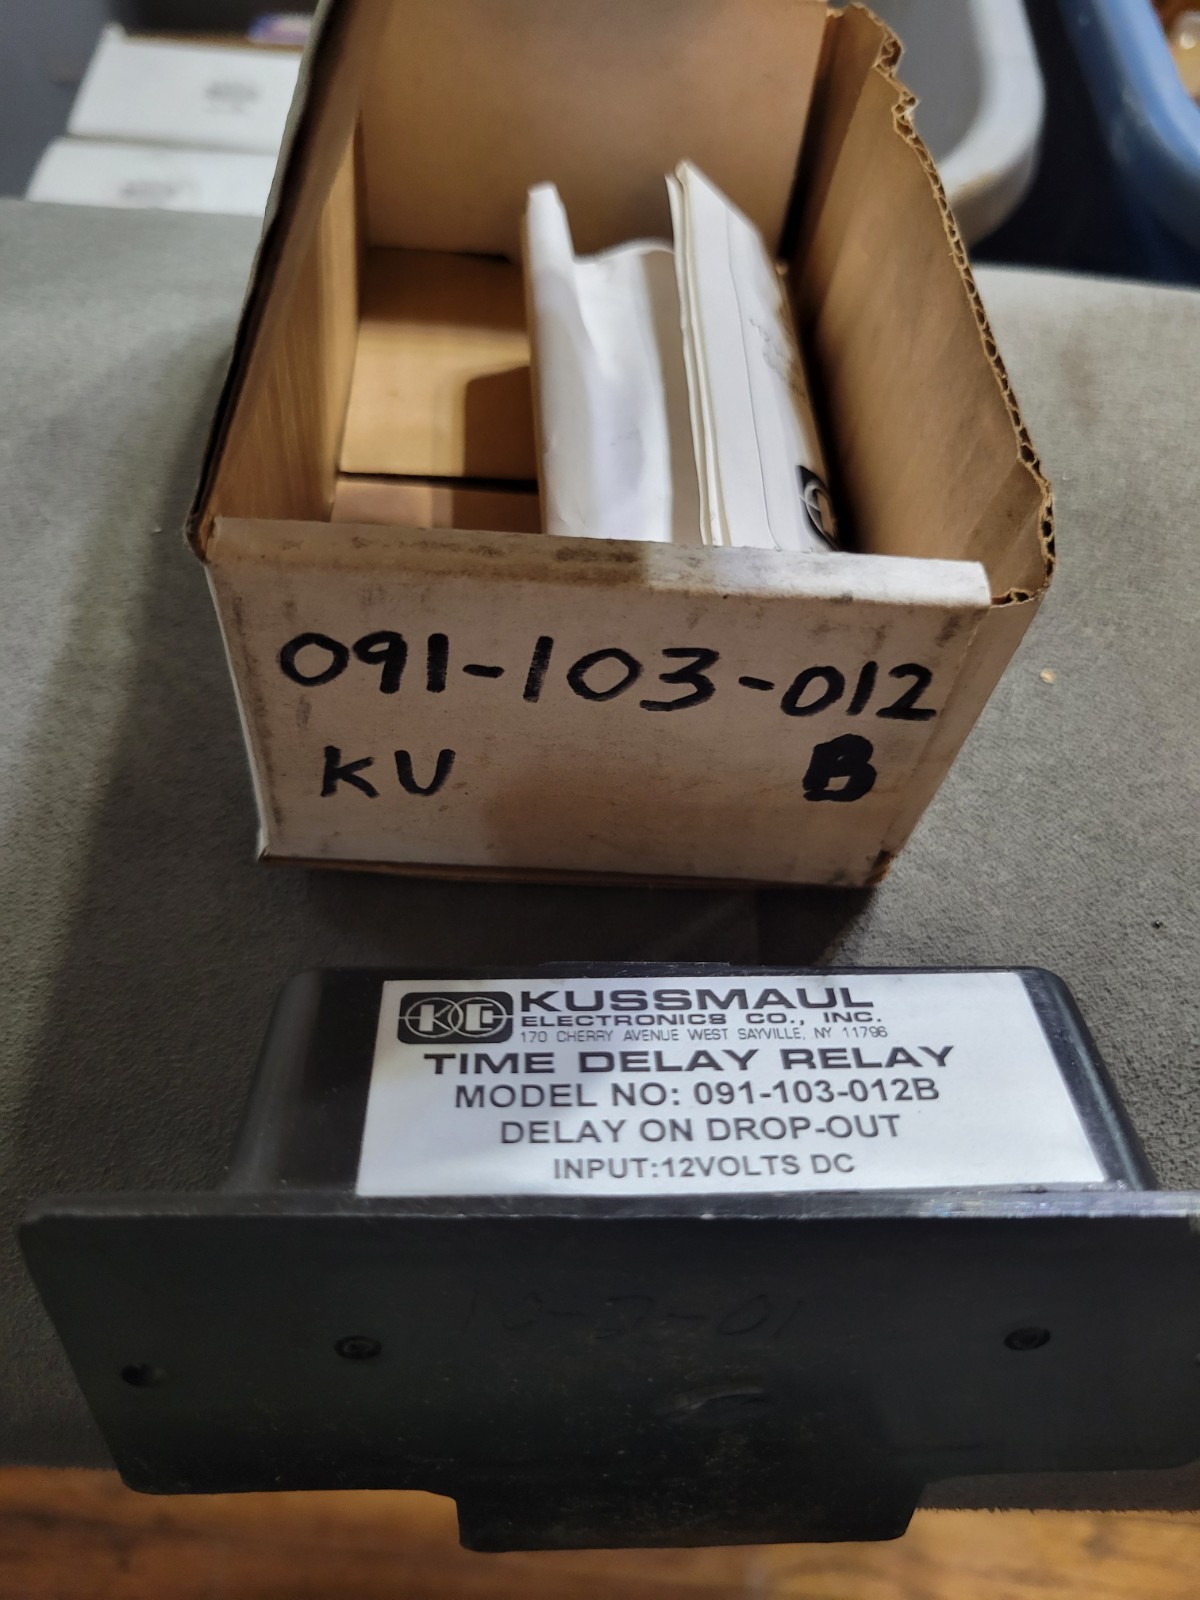 091-103-012
KU B
KUSSMAUL
ELECTRONICS CO., INC.
170 CHERRY AVENUE WEST SAYVILLE, NY 11796
TIME DELAY RELAY
MODEL NO: 091-103-012B
DELAY ON DROP-OUT
INPUT:12VOLTS DC